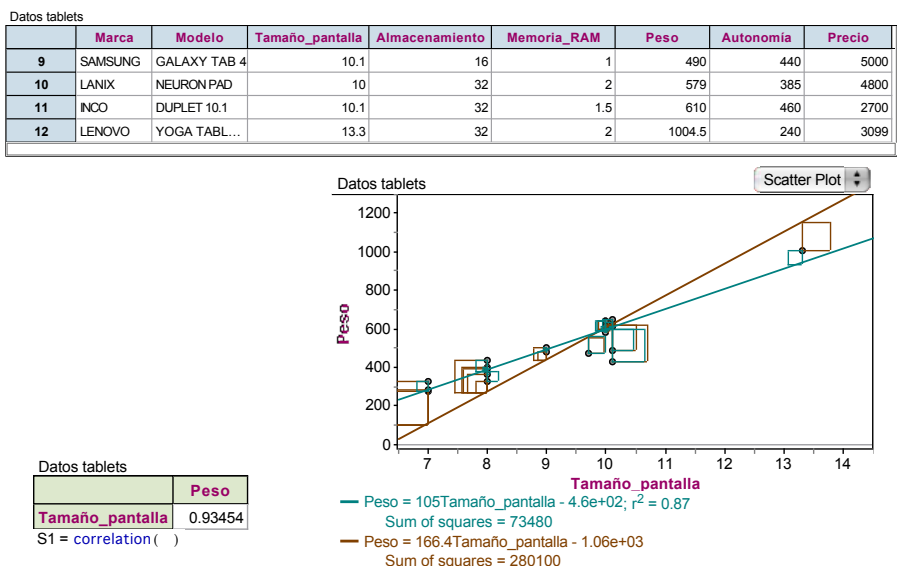 Datos tablets
Marca Modelo Tamaño_pantalla Almacenamiento Memoria_RAM Peso Autonomía Precio
9 SAMSUNG GALAXY TAB 4 10.1 16 1 490 440 5000
10 LANIX NEURON PAD 10 32 1 579 385 4800
11 INCO DUPLET 10.1 10.1 32 1.5 610 460 2700
12 LENOVO YOGA TABL... 13.3 32 2 1004.5 240 3099
Datos tablets
Scatter Plot
1200
1000
800
600
400
200
0
Peso
7 8 9 10 11 12 13 14
Tamaño_pantalla
Peso = 105Tamaño_pantalla - 4.6e+02; r² = 0.87
Sum of squares = 73480
Peso = 166.4Tamaño_pantalla - 1.06e+03
Sum of squares = 280100
Datos tablets
Peso
Tamaño_pantalla 0.93454
S1 = correlation ( )